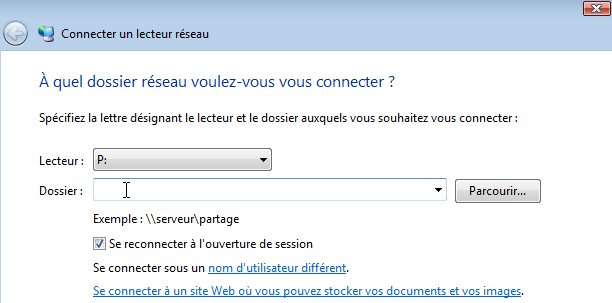 Connecter un lecteur réseau
À quel dossier réseau voulez-vous vous connecter ?
Spécifiez la lettre désignant le lecteur et le dossier auxquels vous souhaitez vous connecter :
Lecteur : P:
Dossier : Parcourir...
Exemple : \\serveur\partage
Se reconnecter à l'ouverture de session
Se connecter sous un nom d'utilisateur différent.
Se connecter à un site Web où vous pouvez stocker vos documents et vos images.